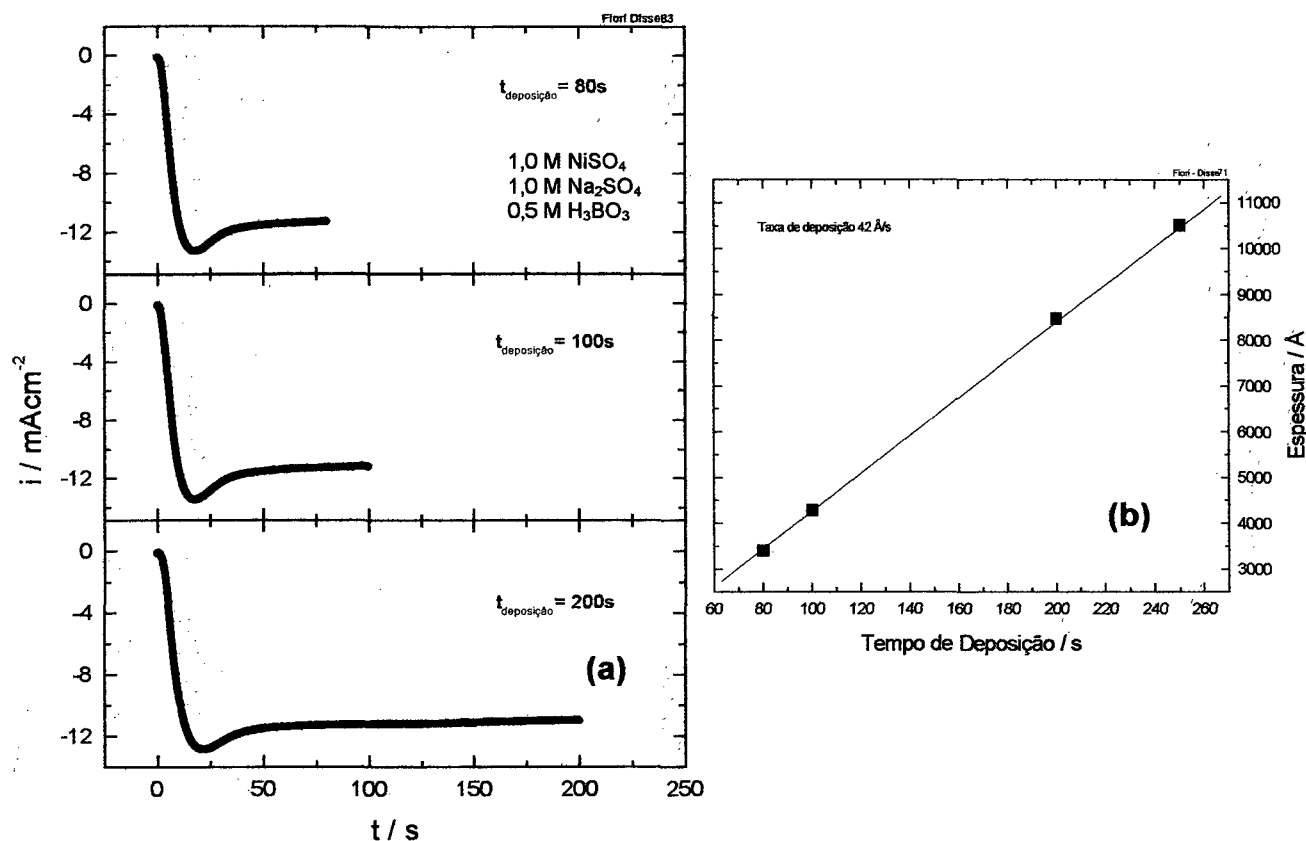 Fiori Disse83
0
-4
-8
-12
t deposição = 80s
1,0 M NiSO4
1,0 M Na2SO4
0,5 M H3BO3
0
-4
-8
-12
t deposição = 100s
i / mAcm-2
0
-4
-8
-12
t deposição = 200s
(a)
0 50 100 150 200 250
t / s
Fiori - Disse71
Taxa de deposição 42 Å/s
11000
10000
9000
8000
7000
6000
5000
4000
3000
Espessura / Å
(b)
60 80 100 120 140 160 180 200 220 240 260
Tempo de Deposição / s